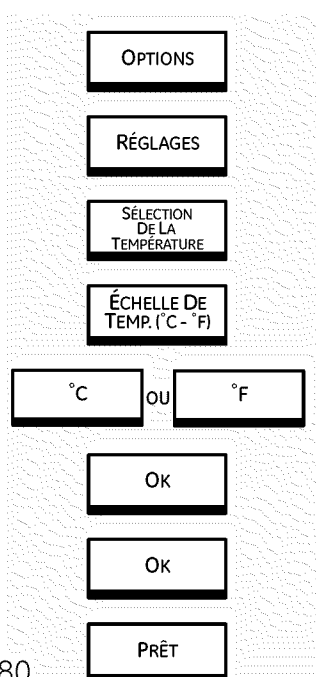 OPTIONS
RÉGLAGES
SÉLECTION
DE LA
TEMPÉRATURE
ÉCHELLE DE
TEMP. (°C - °F)
°C OU °F
OK
OK
PRÊT
80